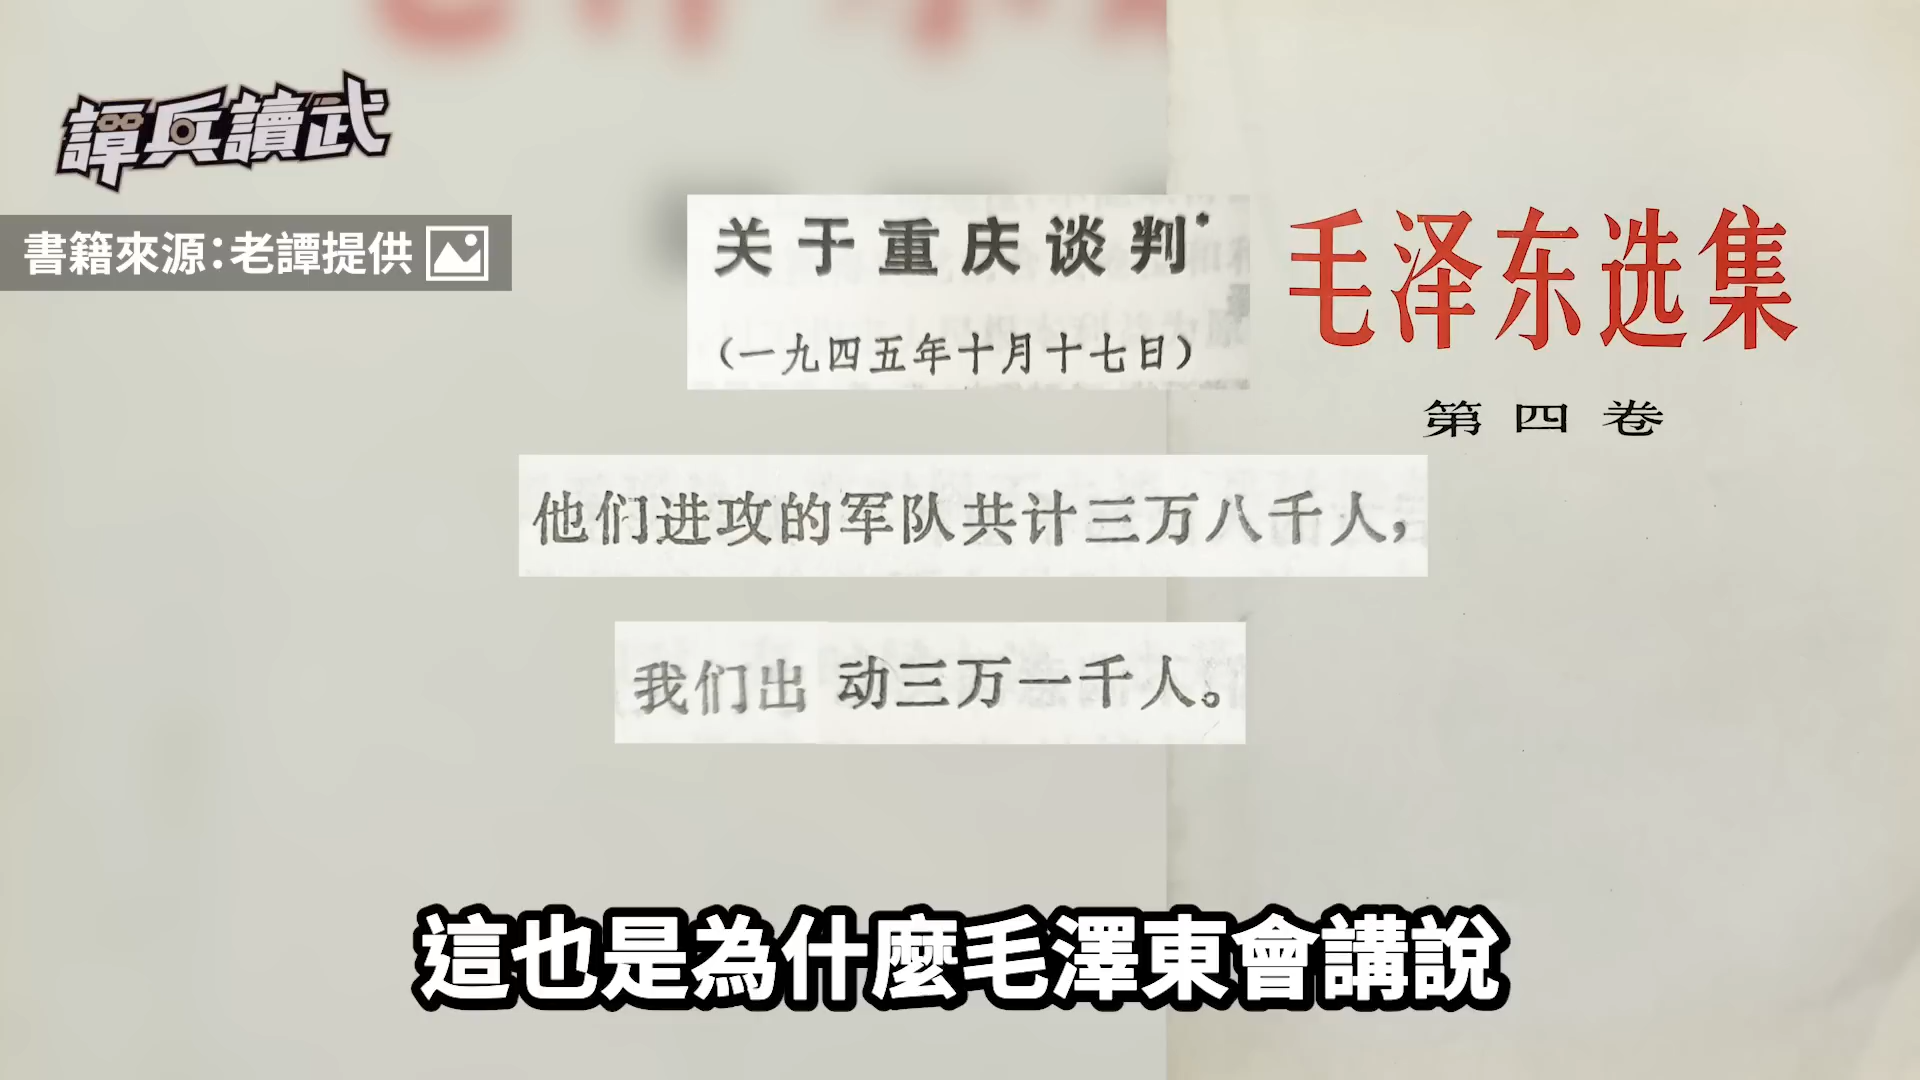 譚兵讀武
書籍來源：老譚提供
关于重庆谈判*
（一九四五年十月十七日）
毛泽东选集
第四卷
他们进攻的军队共计三万八千人，
我们出动三万一千人。
這也是為什麼毛澤東會講說